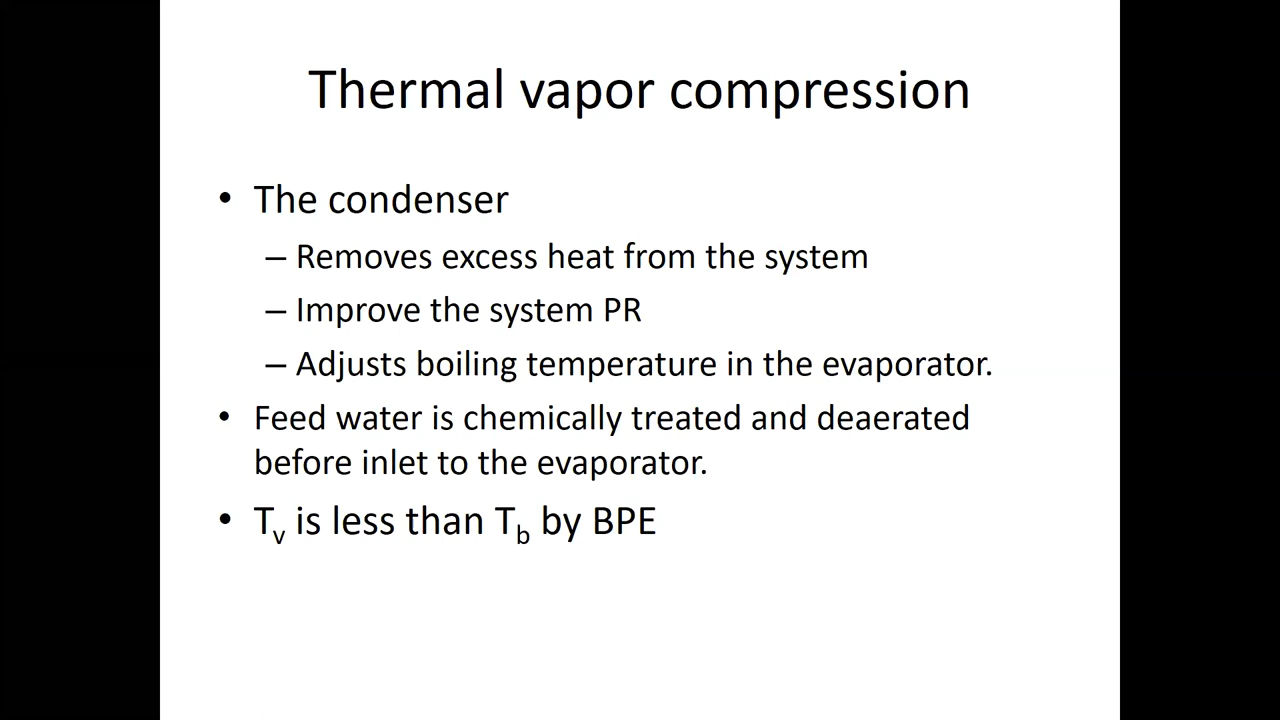 Thermal vapor compression
• The condenser
– Removes excess heat from the system
– Improve the system PR
– Adjusts boiling temperature in the evaporator.
• Feed water is chemically treated and deaerated
before inlet to the evaporator.
• Tv is less than Tb by BPE